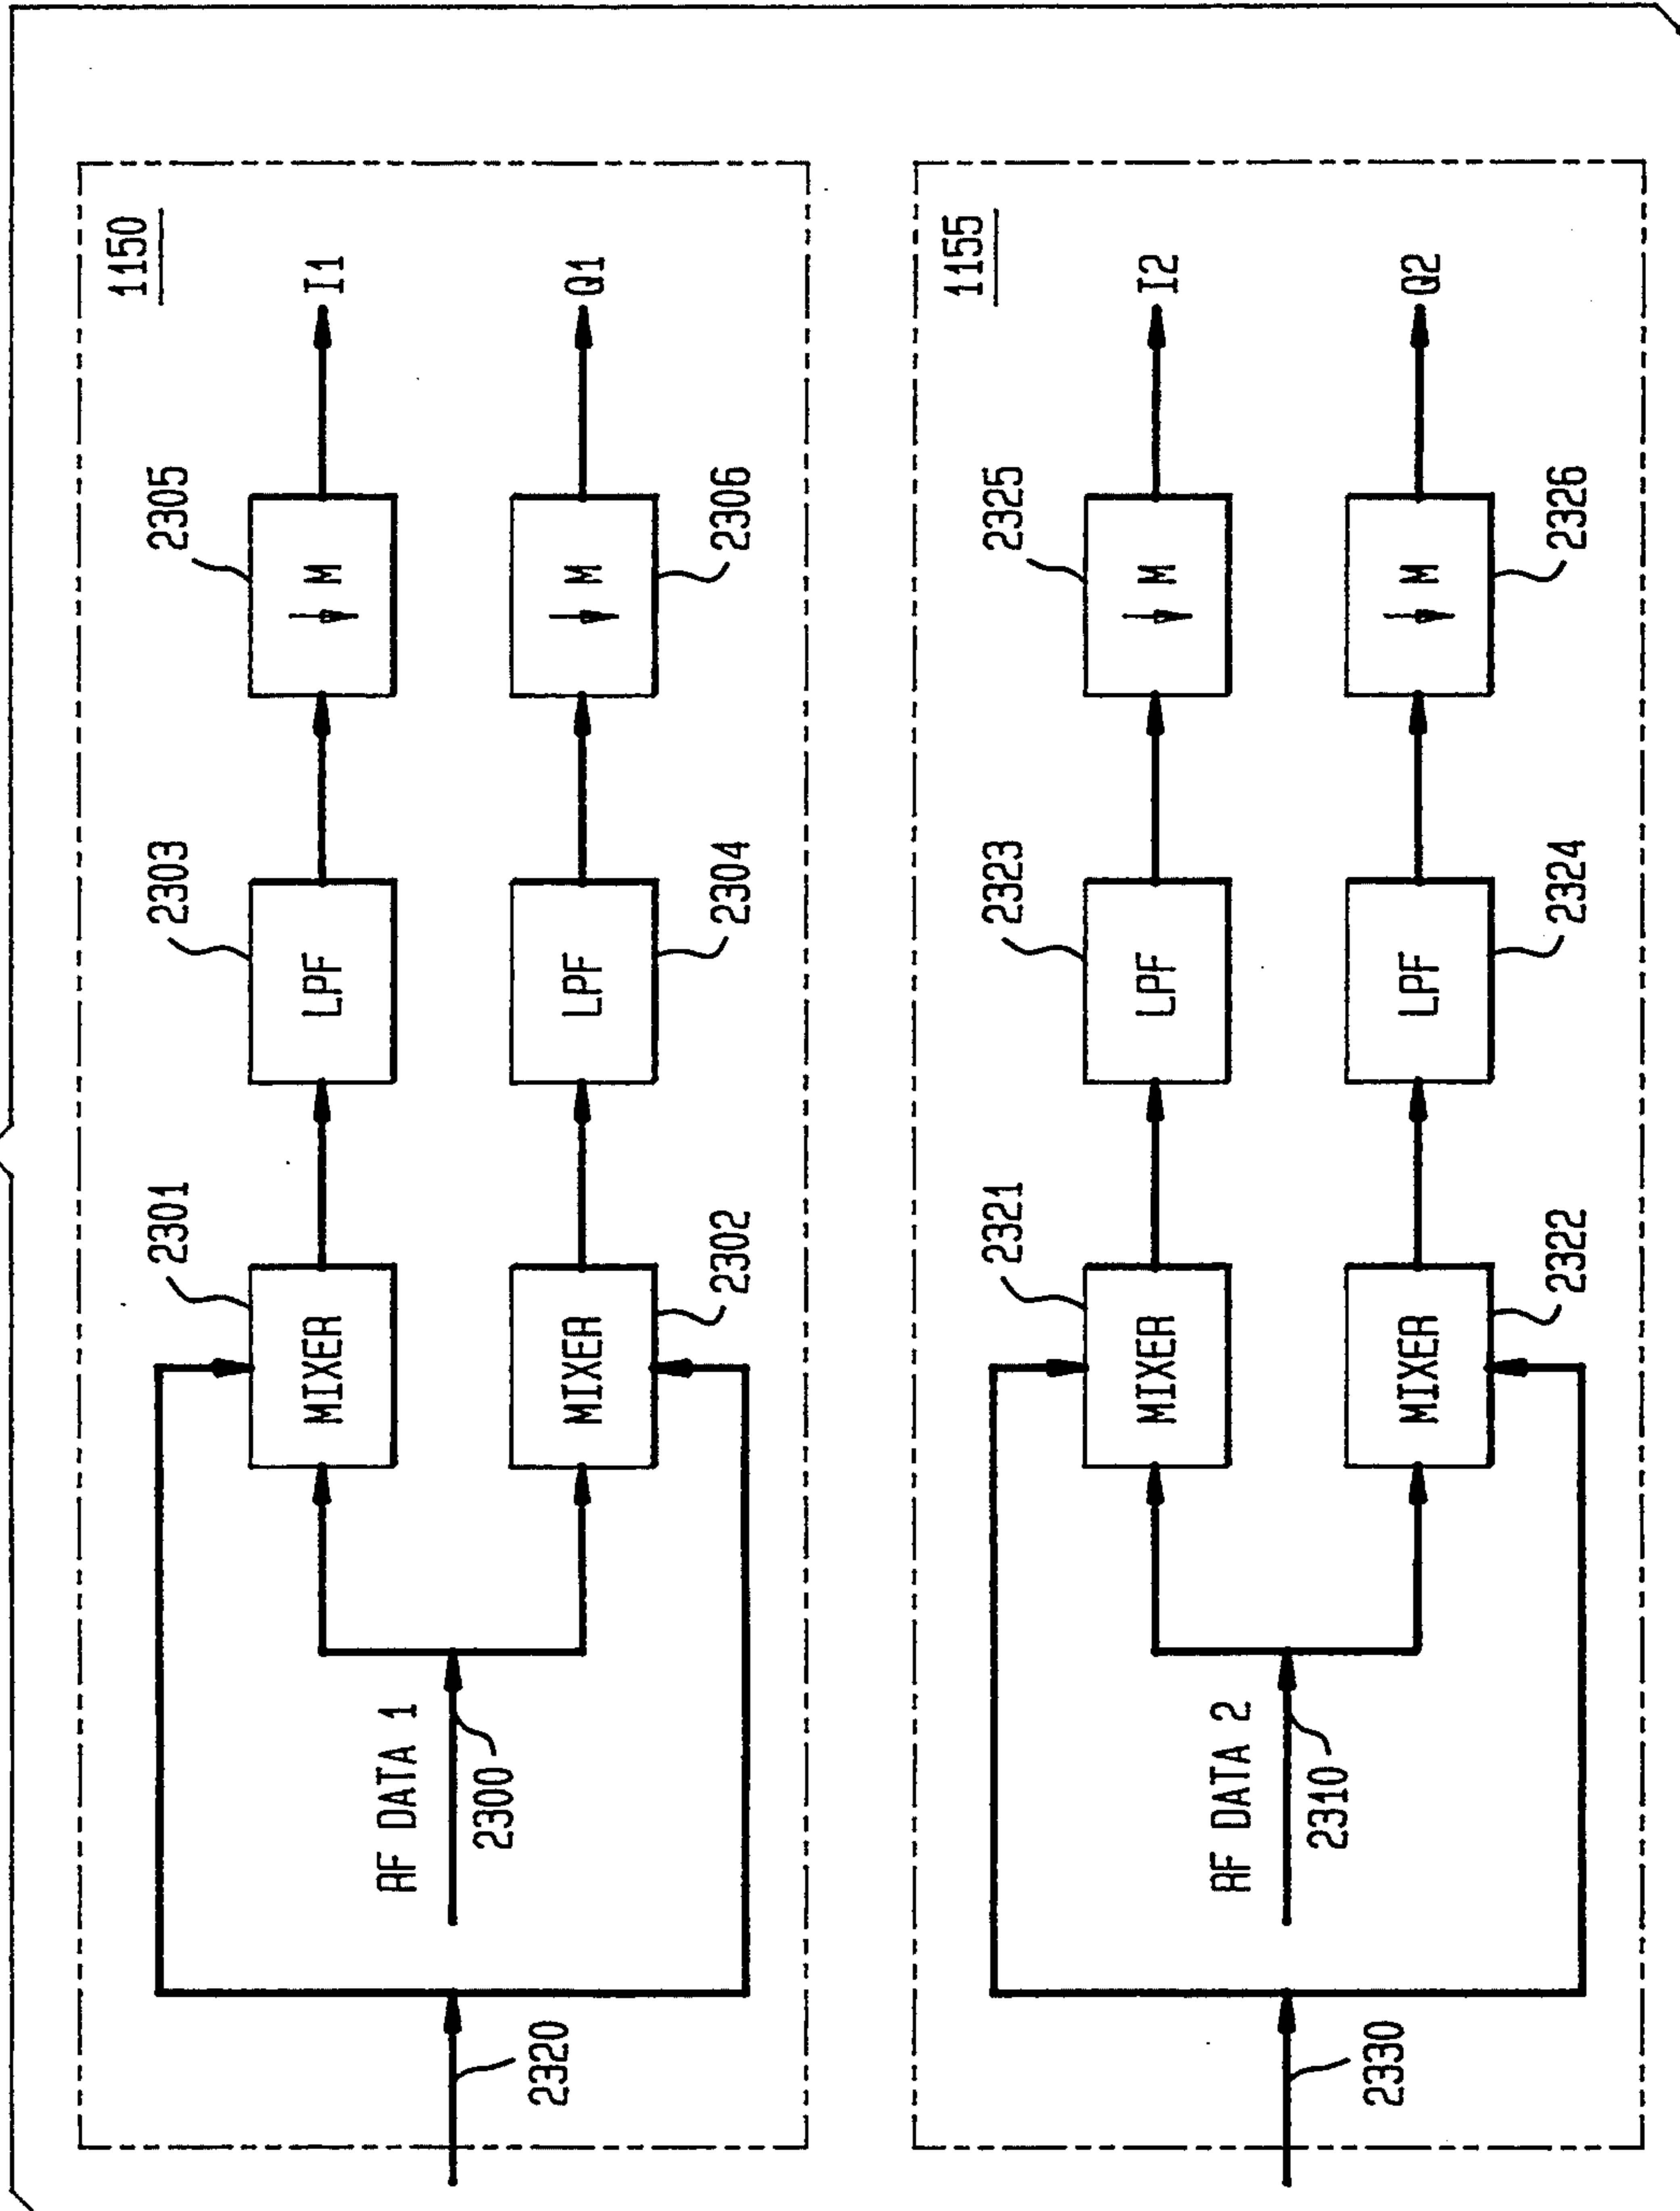 1150
2301
2303
2305
MIXER
LPF
↓ M
I1
RF DATA 1
2300
2320
MIXER
LPF
↓ M
Q1
2302
2304
2306
1155
2321
2323
2325
MIXER
LPF
↓ M
I2
RF DATA 2
2310
2330
MIXER
LPF
↓ M
Q2
2322
2324
2326